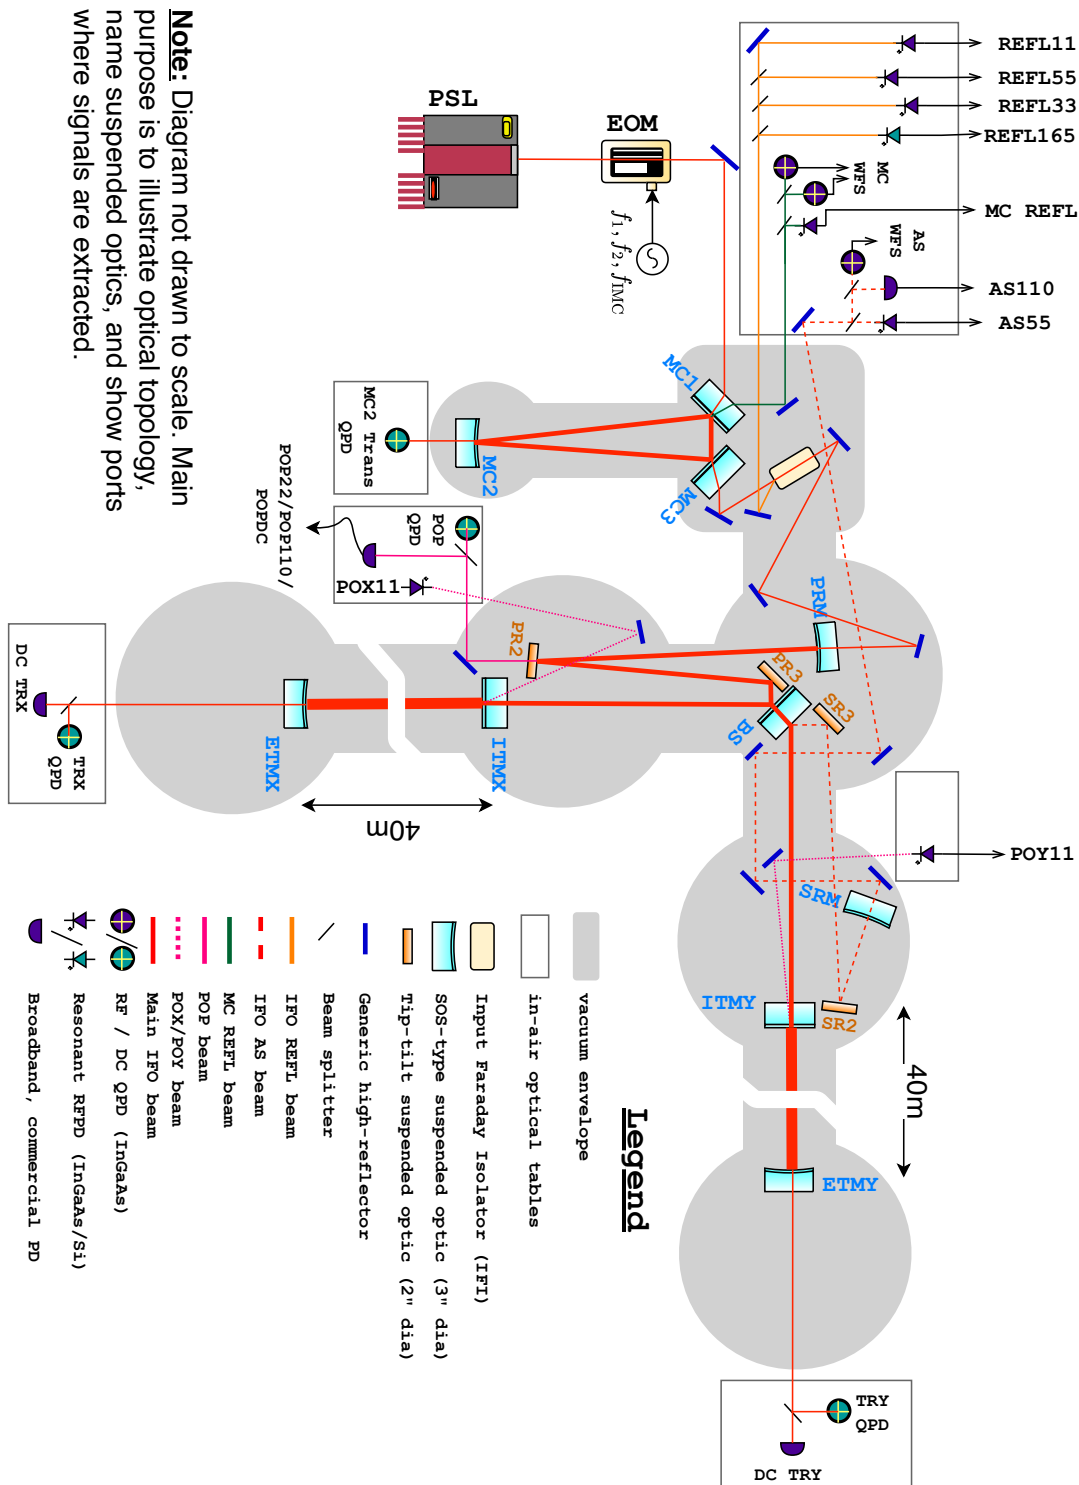 REFL11
REFL55
REFL33
REFL165
MC
WFS
MC REFL
AS
WFS
AS110
AS55
PSL
EOM
f1, f2, fIMC
MC1
MC2
MC3
MC2 Trans
QPD
POP
QPD
POX11
POP22/POP110/
POPDC
PRM
PR2
PR3
SR3
BS
ITMX
ETMX
40m
DC TRX
TRX
QPD
POY11
SRM
SR2
ITMY
40m
ETMY
TRY
QPD
DC TRY
Note: Diagram not drawn to scale. Main
purpose is to illustrate optical topology,
name suspended optics, and show ports
where signals are extracted.
Legend
vacuum envelope
in-air optical tables
Input Faraday Isolator (IFI)
SOS-type suspended optic (3" dia)
Tip-tilt suspended optic (2" dia)
Generic high-reflector
Beam splitter
IFO REFL beam
IFO AS beam
MC REFL beam
POP beam
POX/POY beam
Main IFO beam
RF / DC QPD (InGaAs)
Resonant RFPD (InGaAs/Si)
Broadband, commercial PD